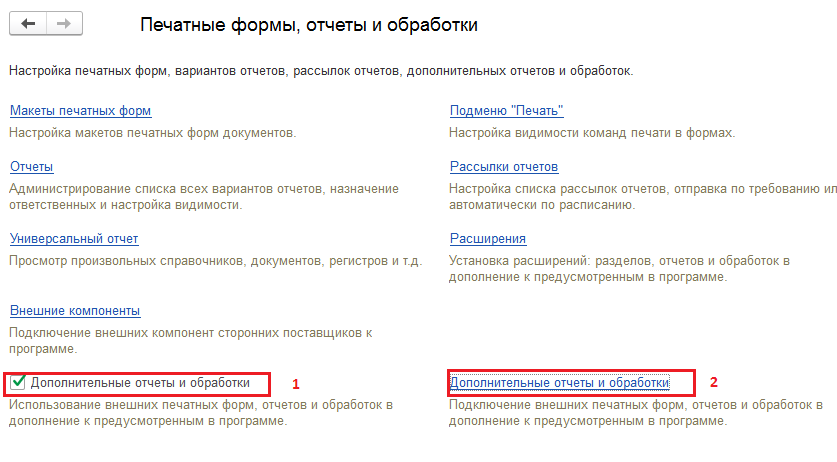 Печатные формы, отчеты и обработки
Настройка печатных форм, вариантов отчетов, рассылок отчетов, дополнительных отчетов и обработок.
Макеты печатных форм
Настройка макетов печатных форм документов.
Подменю "Печать"
Настройка видимости команд печати в формах.
Отчеты
Администрирование списка всех вариантов отчетов, назначение
ответственных и настройка видимости.
Рассылки отчетов
Настройка списка рассылок отчетов, отправка по требованию ил
автоматически по расписанию.
Универсальный отчет
Просмотр произвольных справочников, документов, регистров и т.д.
Расширения
Установка расширений: разделов, отчетов и обработок в
дополнение к предусмотренным в программе.
Внешние компоненты
Подключение внешних компонент сторонних поставщиков к
программе.
Дополнительные отчеты и обработки 1
Использование внешних печатных форм, отчетов и обработок в
дополнение к предусмотренным в программе.
Дополнительные отчеты и обработки 2
Подключение внешних печатных форм, отчетов и обработок в
дополнение к предусмотренным в программе.